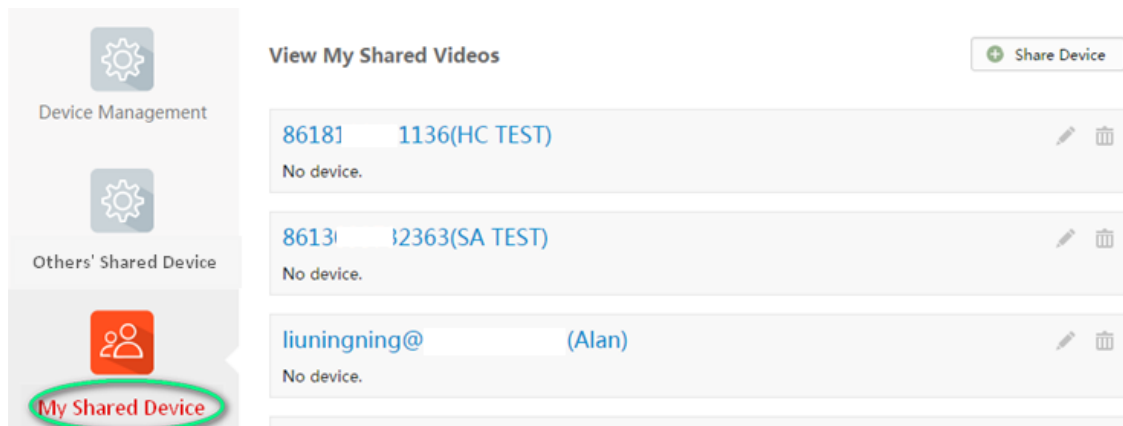 Device Management
Others' Shared Device
My Shared Device
View My Shared Videos
Share Device
86181 1136(HC TEST)
No device.
8613 32363(SA TEST)
No device.
liuningning@ (Alan)
No device.